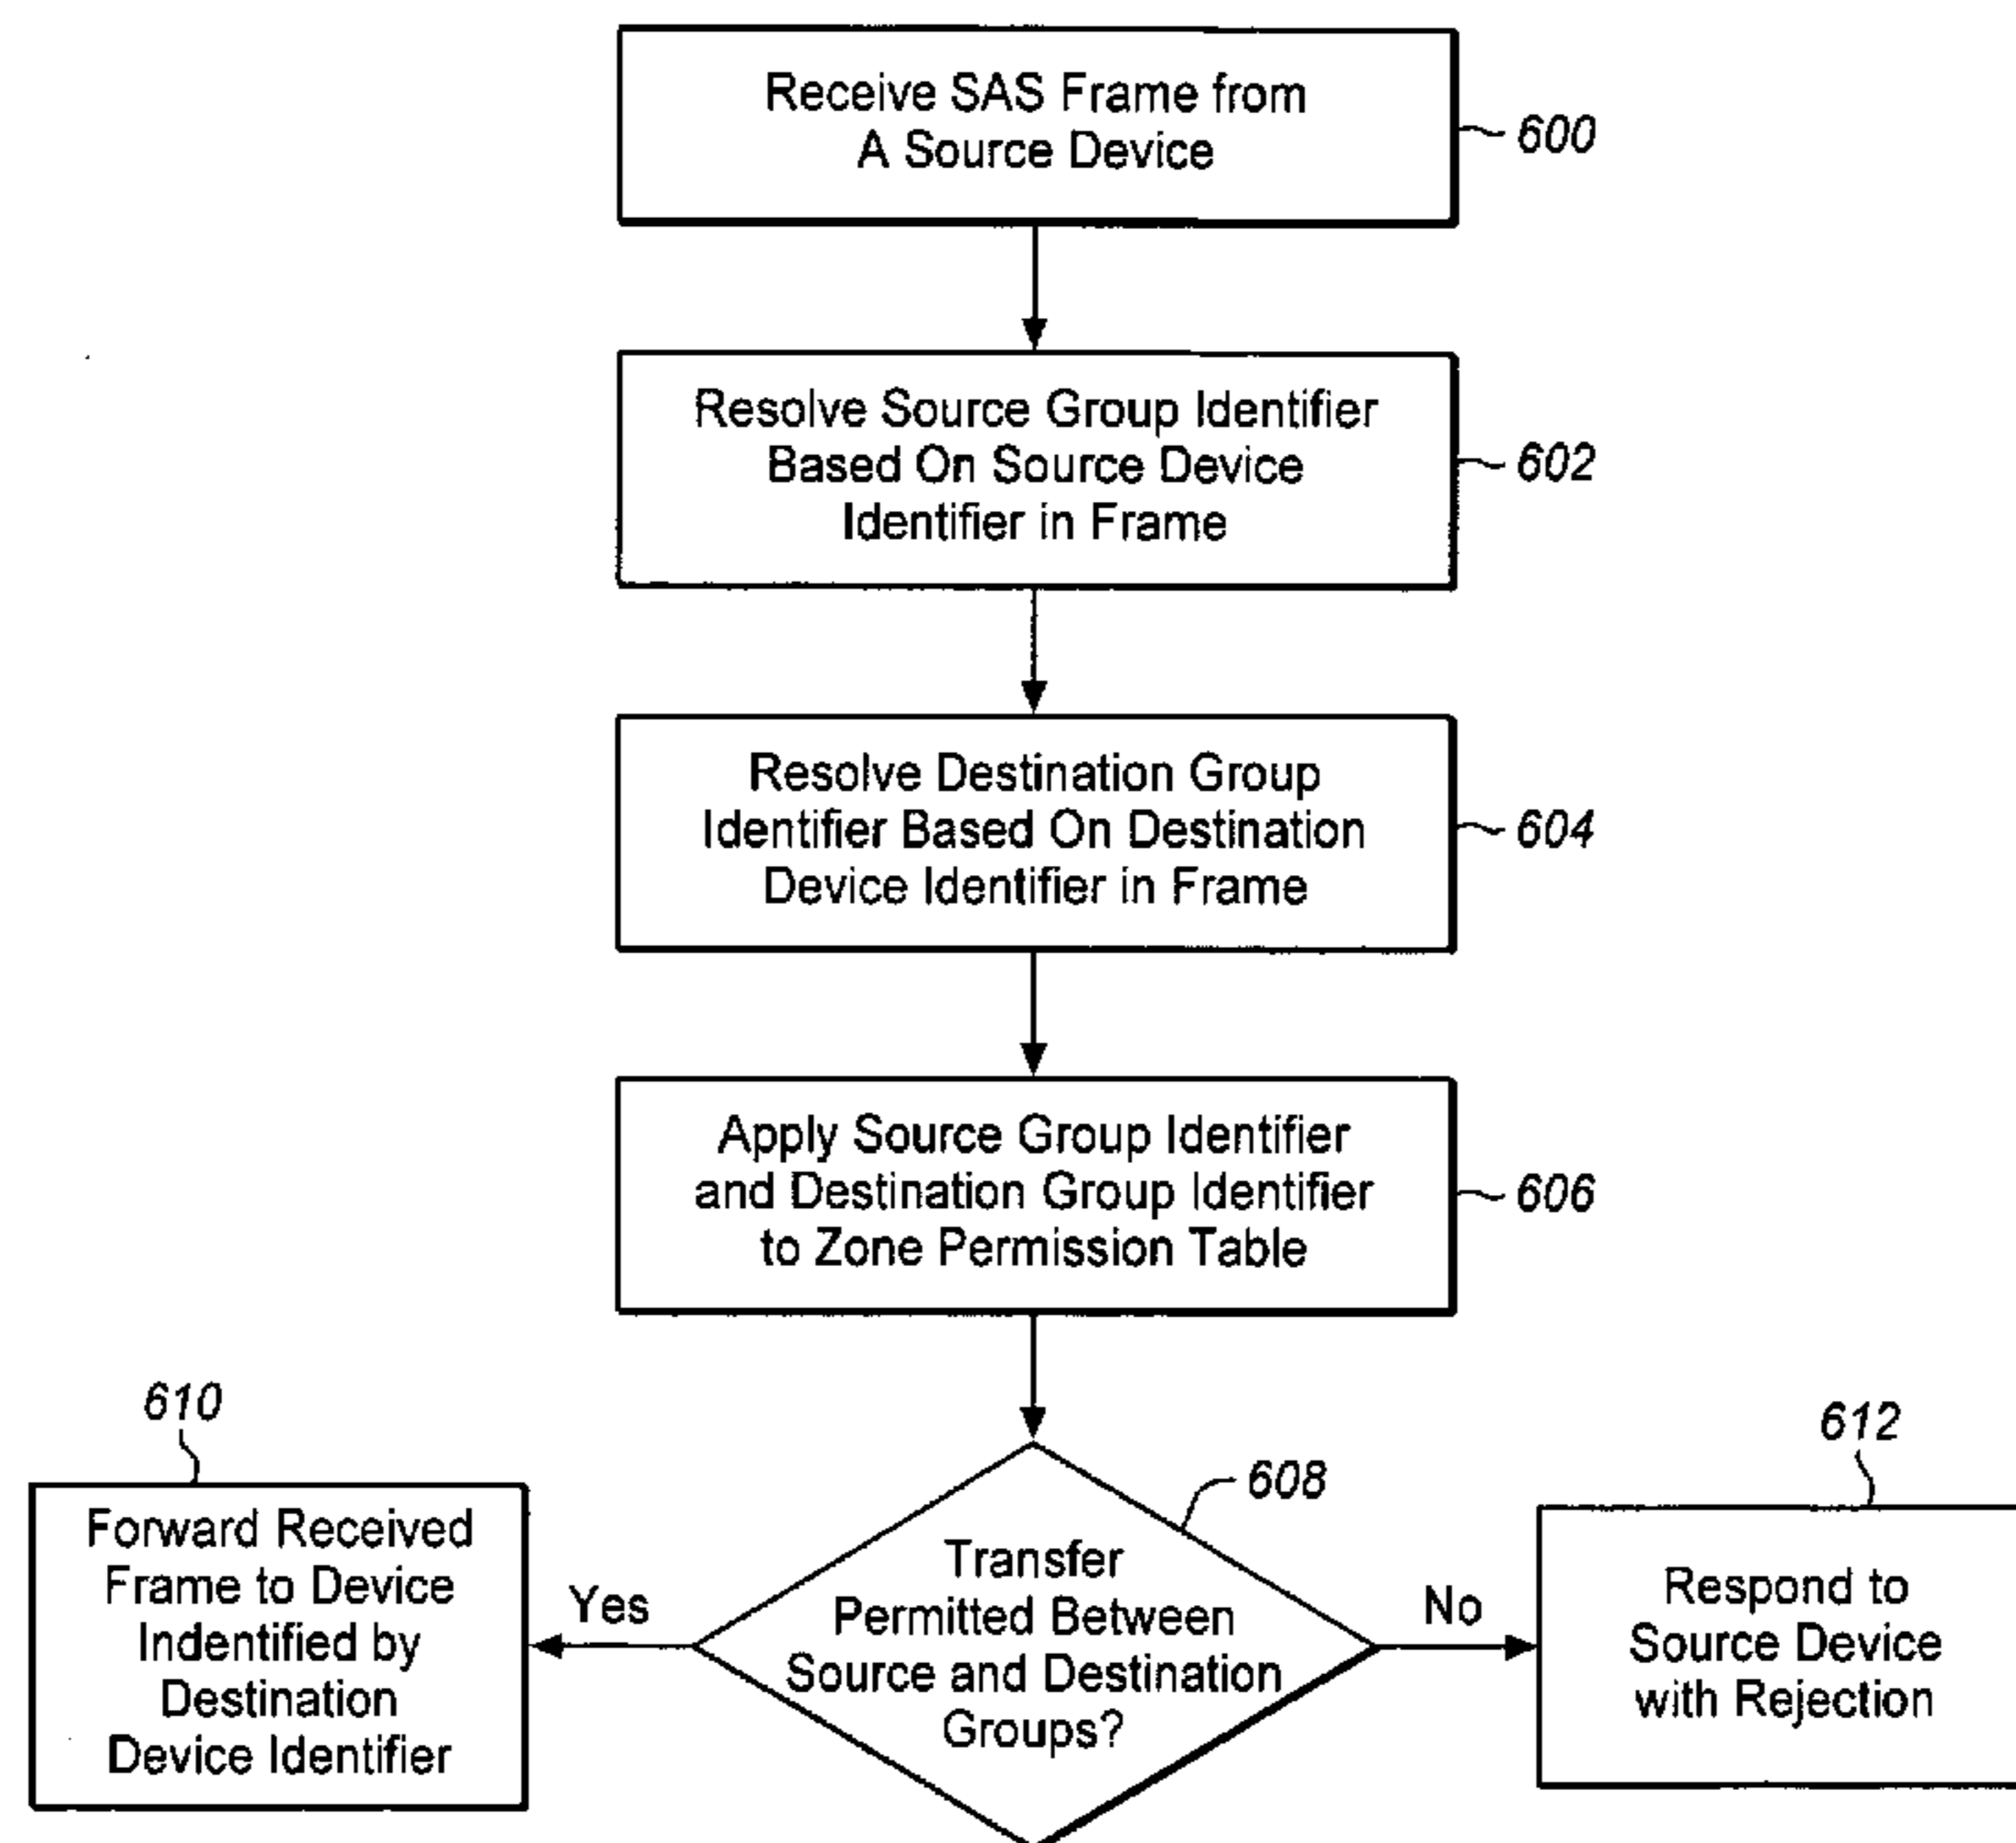 Receive SAS Frame from
A Source Device
600
Resolve Source Group Identifier
Based On Source Device
Identifier in Frame
602
Resolve Destination Group
Identifier Based On Destination
Device Identifier in Frame
604
Apply Source Group Identifier
and Destination Group Identifier
to Zone Permission Table
606
608
Transfer
Permitted Between
Source and Destination
Groups?
Yes
No
610
Forward Received
Frame to Device
Indentified by
Destination
Device Identifier
612
Respond to
Source Device
with Rejection